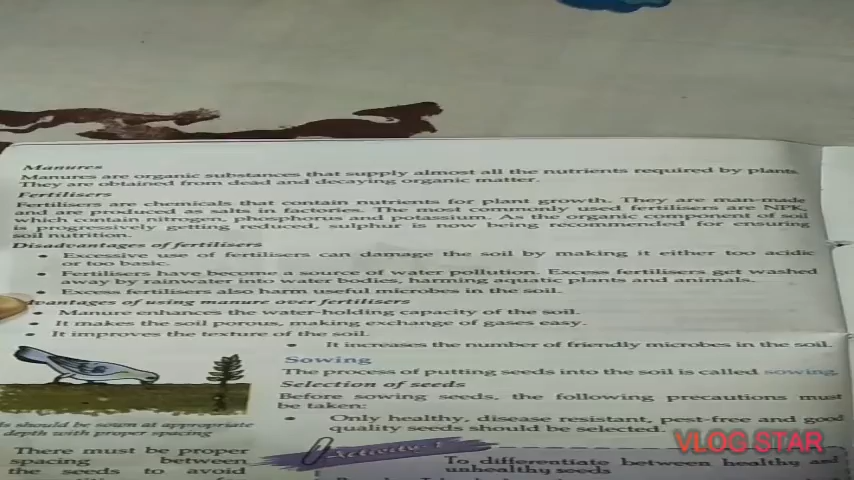 Manures
Manures are organic substances that supply almost all the nutrients required by plants.
They are obtained from dead and decaying organic matter.
Fertilisers
Fertilisers are chemicals that contain nutrients for plant growth. They are man-made
and are produced as salts in factories. The most commonly used fertilisers are NPK,
which contain nitrogen, phosphorus and potassium. As the organic component of soil
is progressively getting reduced, sulphur is now being recommended for ensuring
soil nutrition.
Disadvantages of fertilisers
• Excessive use of fertilisers can damage the soil by making it either too acidic
or too basic.
• Fertilisers have become a source of water pollution. Excess fertilisers get washed
away by rainwater into water bodies, harming aquatic plants and animals.
• Excess fertilisers also harm useful microbes in the soil.
vantages of using manure over fertilisers
• Manure enhances the water-holding capacity of the soil.
• It makes the soil porous, making exchange of gases easy.
• It improves the texture of the soil.
• It increases the number of friendly microbes in the soil.
Sowing
The process of putting seeds into the soil is called sowing.
Selection of seeds
Before sowing seeds, the following precautions must
be taken:
• Only healthy, disease resistant, pest-free and good
quality seeds should be selected.
ds should be sown at appropriate
depth with proper spacing
There must be proper
spacing between
the seeds to avoid
Activity
To differentiate between healthy and
unhealthy seeds
VLOG STAR